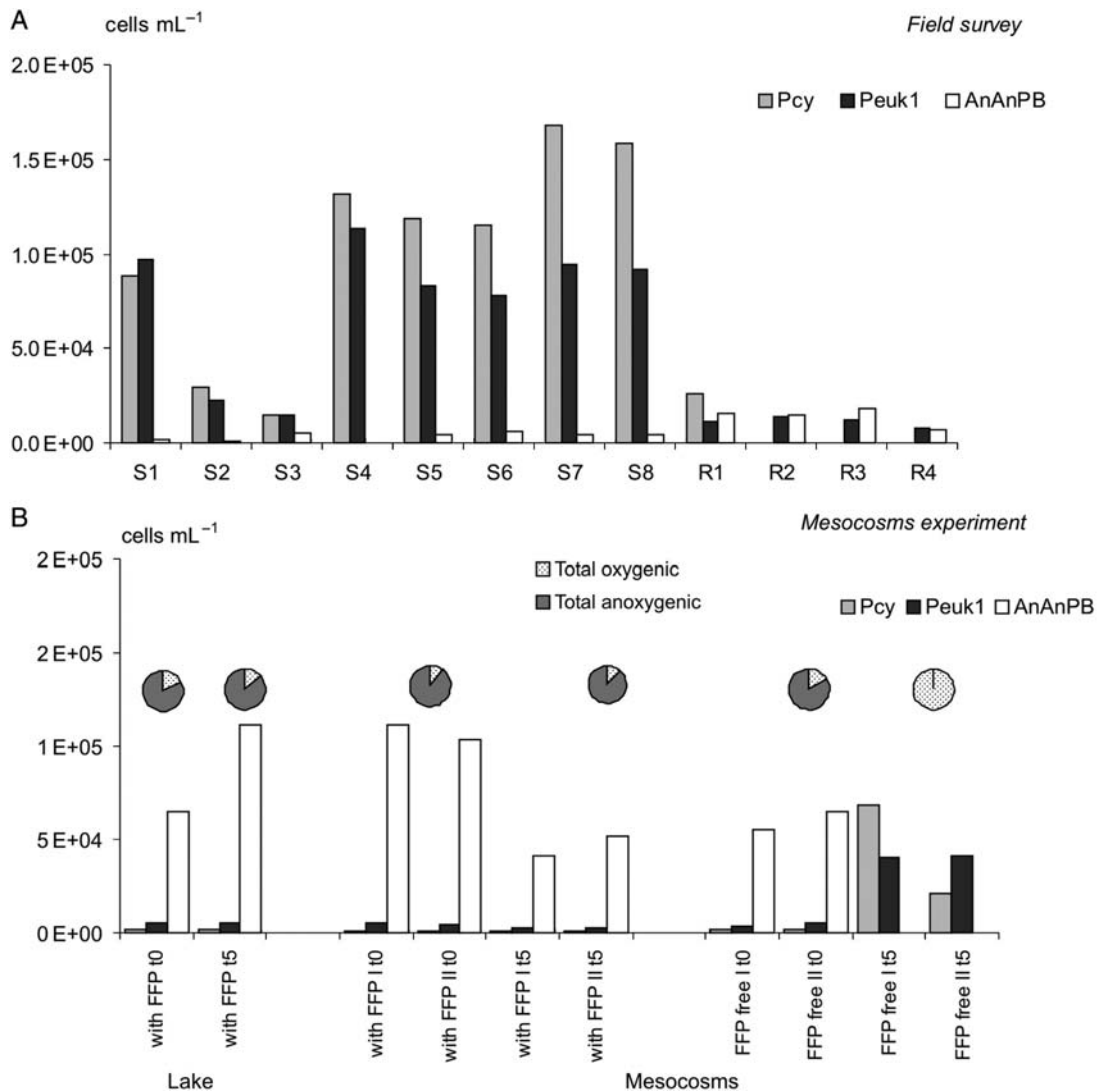 A
cells mL⁻¹
Field survey
2.0 E+05
Pcy Peuk1 AnAnPB
1.5 E+05
1.0 E+05
5.0 E+04
0.0 E+00
S1 S2 S3 S4 S5 S6 S7 S8 R1 R2 R3 R4
B
cells mL⁻¹
Mesocosms experiment
2 E+05
Total oxygenic
Total anoxygenic
Pcy Peuk1 AnAnPB
2 E+05
1 E+05
5 E+04
0 E+00
with FFP t0
with FFP t5
with FFP I t0
with FFP II t0
with FFP I t5
with FFP II t5
FFP free I t0
FFP free II t0
FFP free I t5
FFP free II t5
Lake Mesocosms